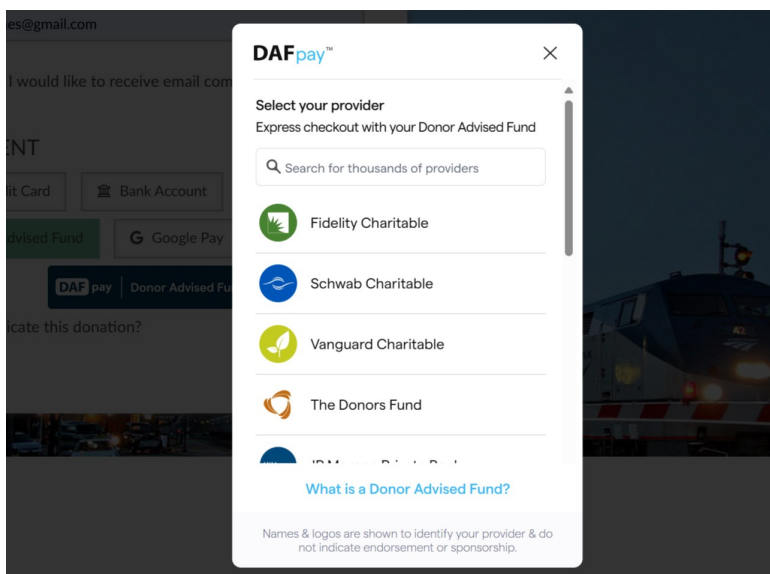 es@gmail.com
I would like to receive email com
ENT
dit Card
Bank Account
dvised Fund
G Google Pay
DAF pay | Donor Advised Fu
icate this donation?
DAFpay™
Select your provider
Express checkout with your Donor Advised Fund
Search for thousands of providers
Fidelity Charitable
Schwab Charitable
Vanguard Charitable
The Donors Fund
What is a Donor Advised Fund?
Names & logos are shown to identify your provider & do
not indicate endorsement or sponsorship.